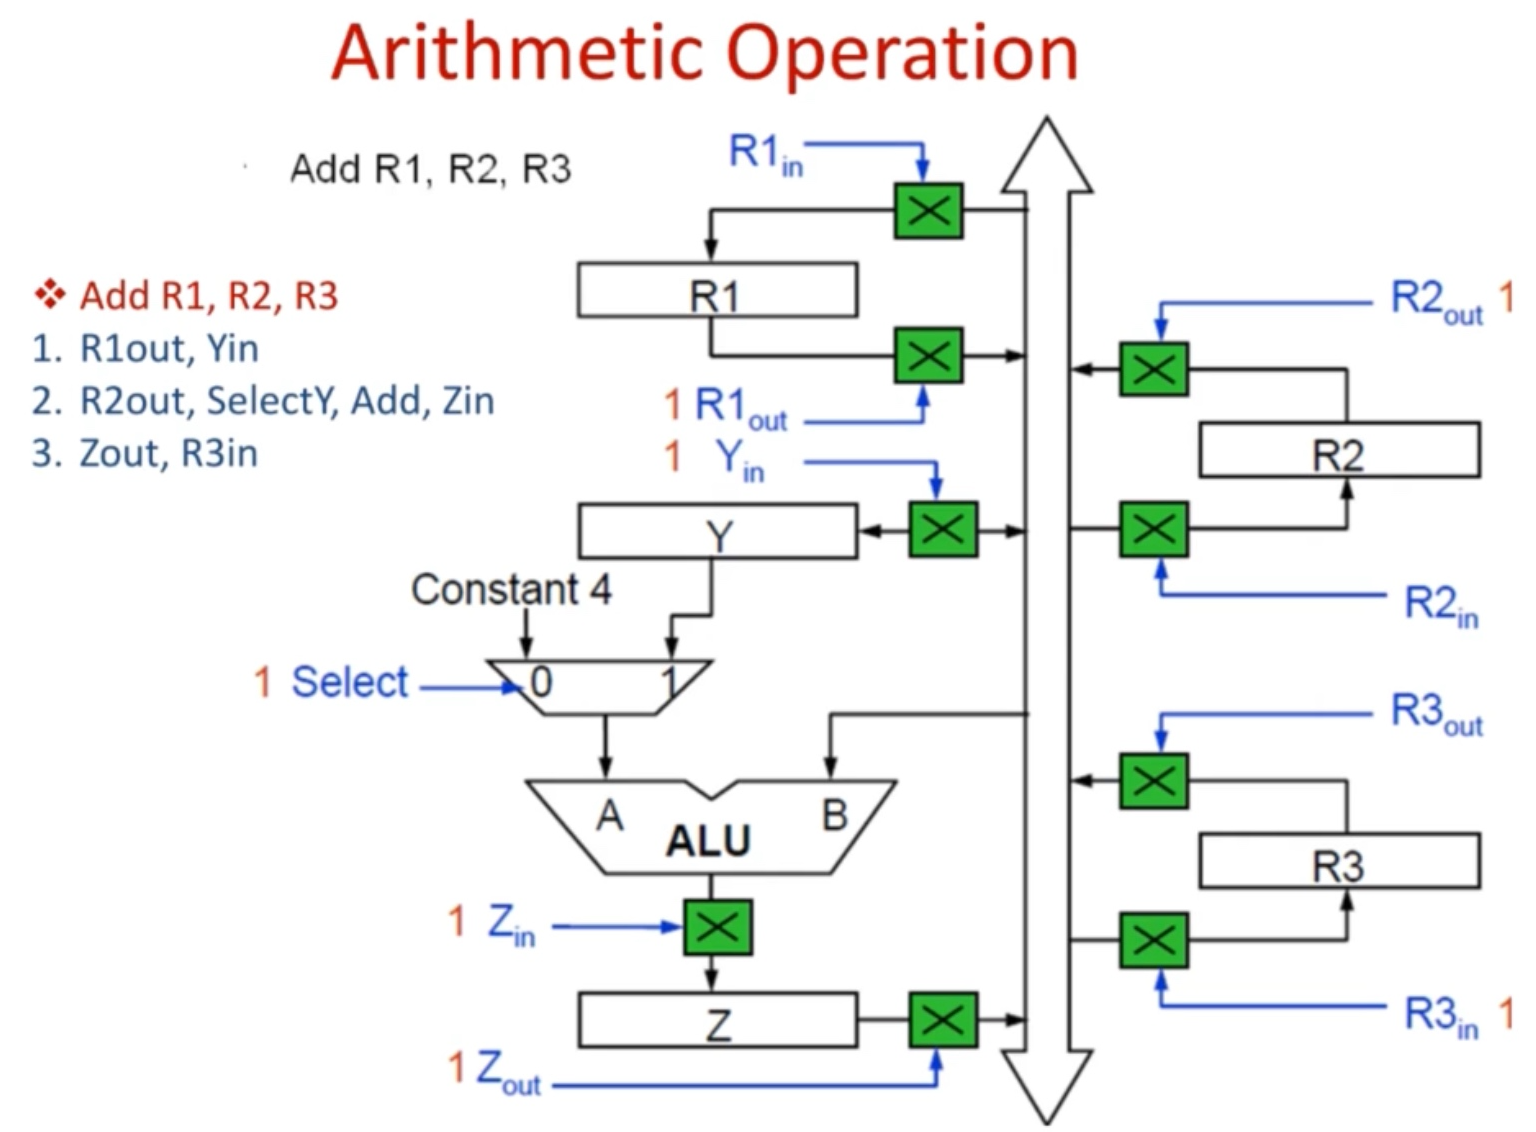 Arithmetic Operation
Add R1, R2, R3
❖ Add R1, R2, R3
1. R1out, Yin
2. R2out, SelectY, Add, Zin
3. Zout, R3in
R1in
R1
R2out 1
1 R1out
1 Yin
R2
Y
Constant 4
R2in
1 Select
0 1
R3out
A B
ALU
R3
1 Zin
R3in 1
Z
1 Zout